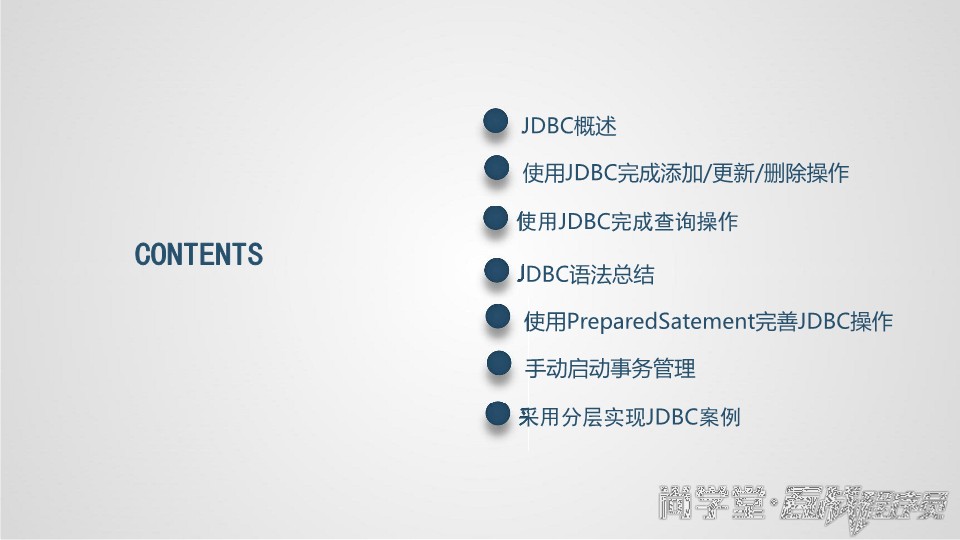 CONTENTS
JDBC概述
使用JDBC完成添加/更新/删除操作
使用JDBC完成查询操作
JDBC语法总结
使用PreparedSatement完善JDBC操作
手动启动事务管理
采用分层实现JDBC案例
尚学堂·